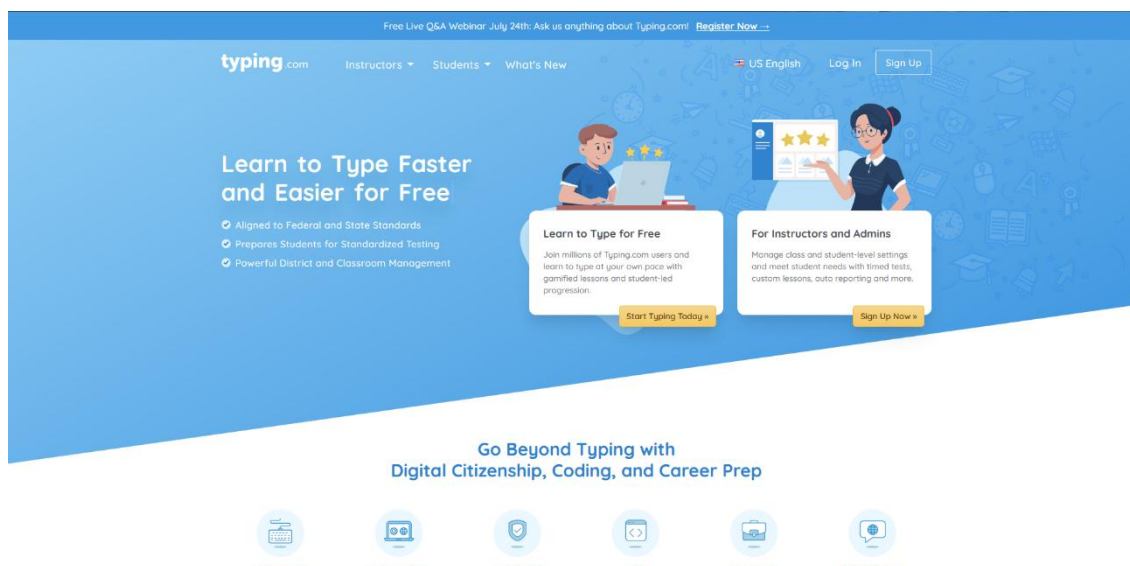 Free Live Q&A Webinar July 24th: Ask us anything about Typing.com! Register Now →
typing.com Instructors Students What's New US English Log In Sign Up
Learn to Type Faster
and Easier for Free
Aligned to Federal and State Standards
Prepares Students for Standardized Testing
Powerful District and Classroom Management
Learn to Type for Free
Join millions of Typing.com users and
learn to type at your own pace with
gamified lessons and student-led
progression.
Start Typing Today »
For Instructors and Admins
Manage class and student-level settings
and meet student needs with timed tests,
custom lessons, auto reporting and more.
Sign Up Now »
Go Beyond Typing with
Digital Citizenship, Coding, and Career Prep